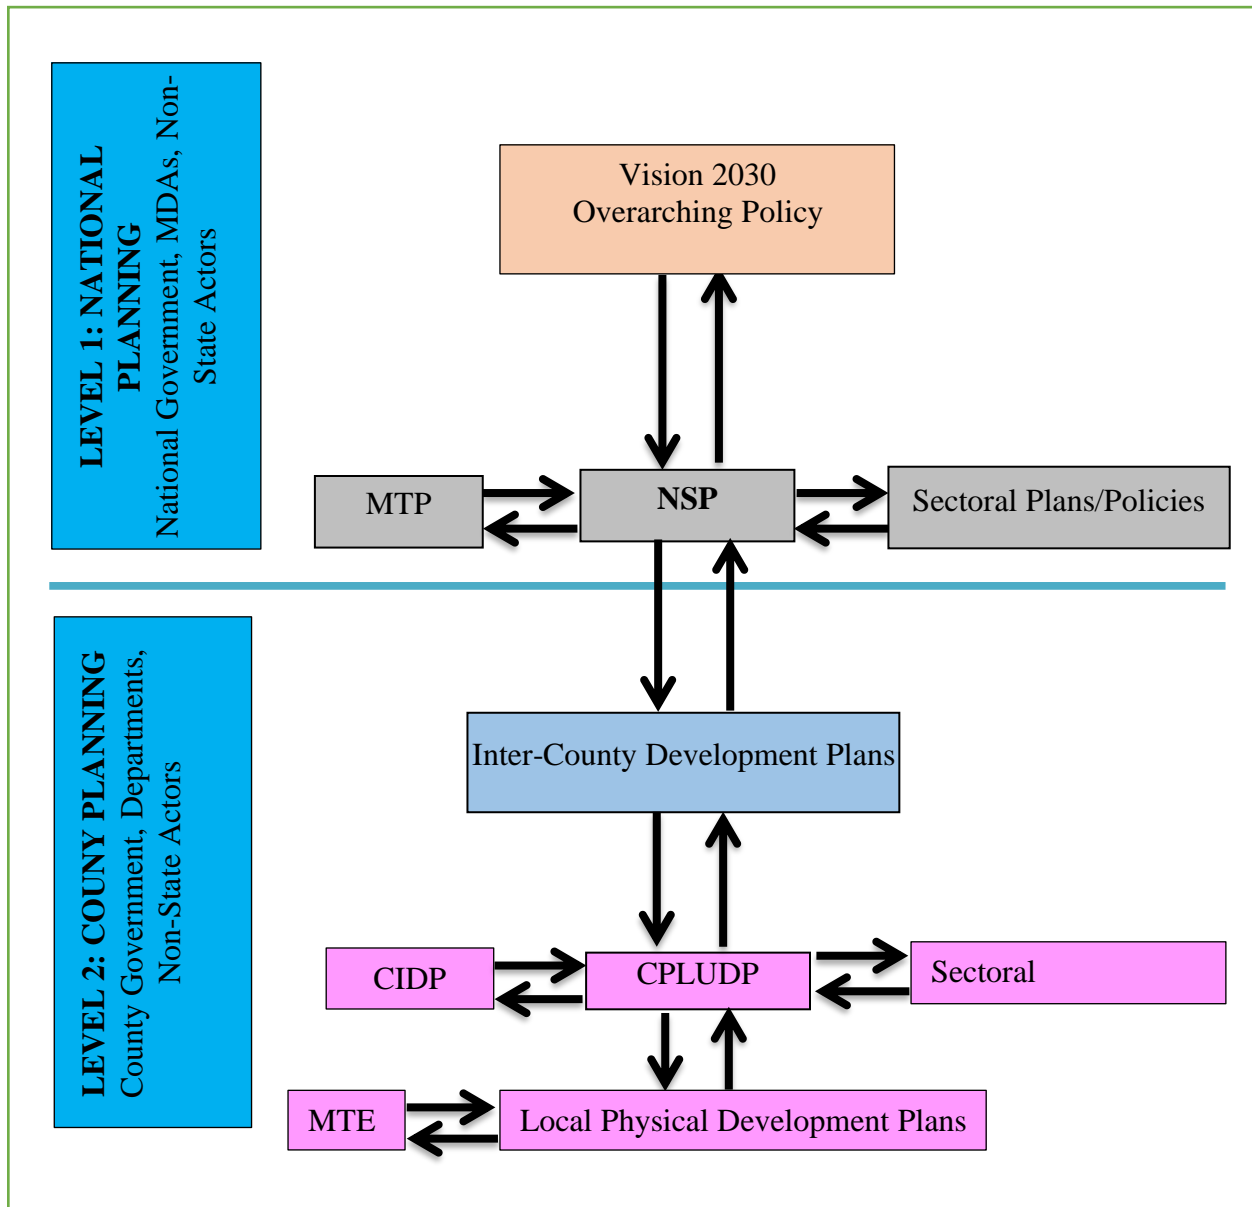 LEVEL 1: NATIONAL
PLANNING
National Government, MDAs, Non-
State Actors
Vision 2030
Overarching Policy
MTP
NSP
Sectoral Plans/Policies
LEVEL 2: COUNY PLANNING
County Government, Departments,
Non-State Actors
Inter-County Development Plans
CIDP
CPLUDP
Sectoral
MTE
Local Physical Development Plans